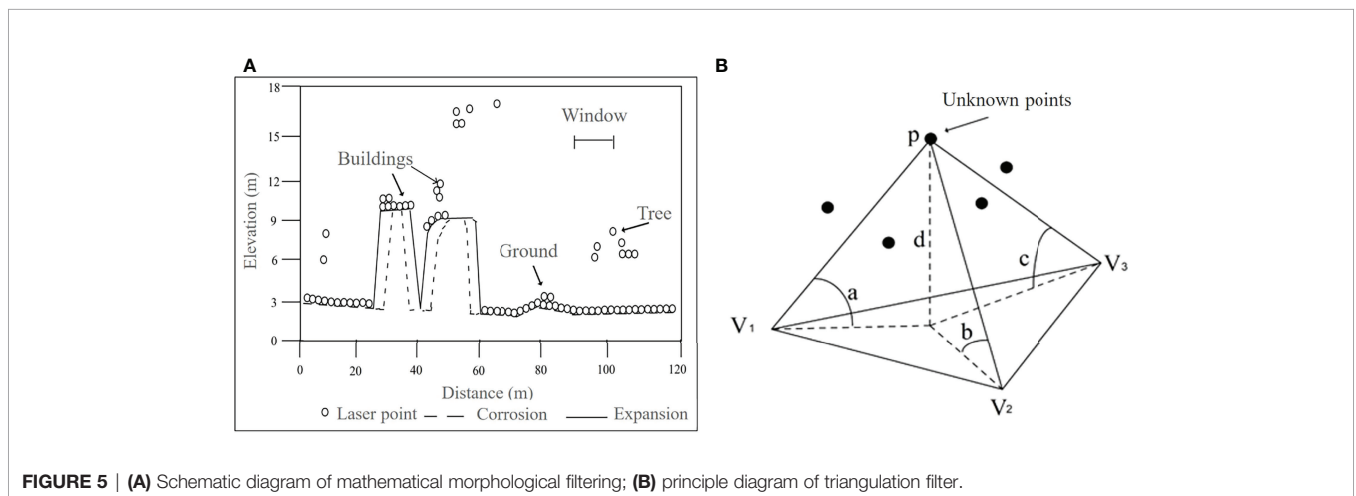 A
B
18
15
12
9
6
3
0
Elevation (m)
Window
Buildings
Tree
Ground
0 20 40 60 80 100 120
Distance (m)
Laser point Corrosion Expansion
Unknown points
p
d
c
a
b
V1
V3
V2
FIGURE 5 | (A) Schematic diagram of mathematical morphological filtering; (B) principle diagram of triangulation filter.